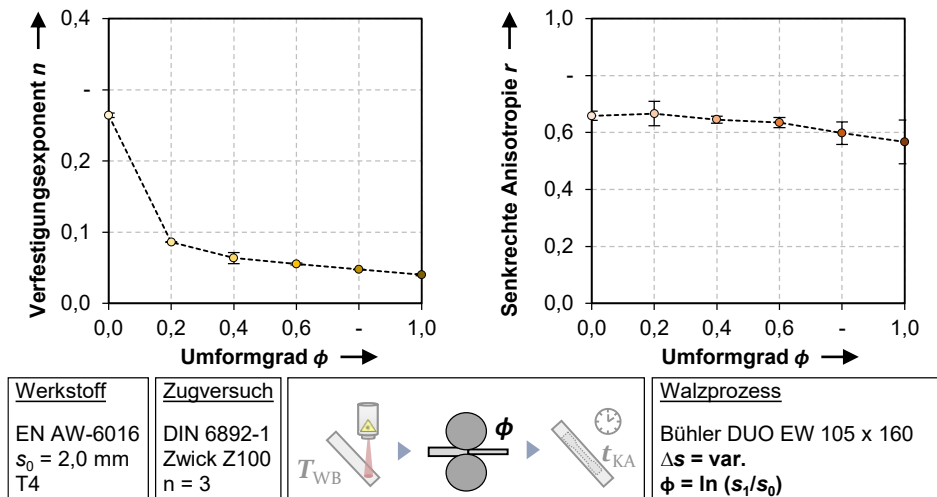 Verfestigungsexponent n
0,4
-
0,2
0,1
0,0
0,0 0,2 0,4 0,6 - 1,0
Umformgrad ϕ
Senkrechte Anisotropie r
1,0
-
0,6
0,4
0,2
0,0
0,0 0,2 0,4 0,6 - 1,0
Umformgrad ϕ
Werkstoff
EN AW-6016
s0 = 2,0 mm
T4
Zugversuch
DIN 6892-1
Zwick Z100
n = 3
TWB
ϕ
tKA
Walzprozess
Bühler DUO EW 105 x 160
Δs = var.
ϕ = ln (s1/s0)